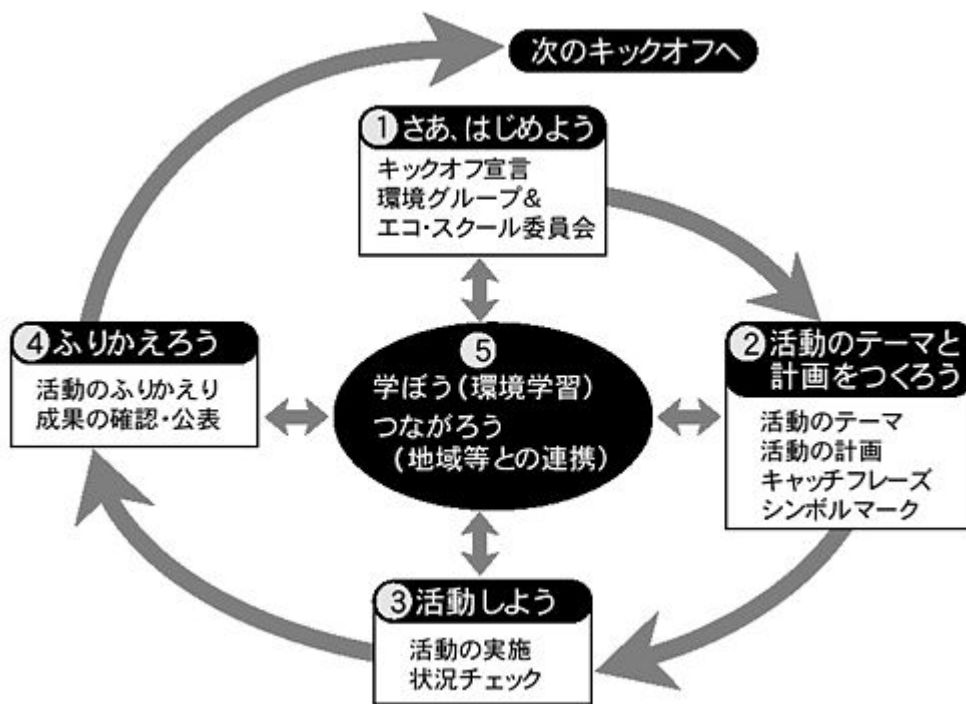 次のキックオフへ
①さあ、はじめよう
キックオフ宣言
環境グループ&
エコ・スクール委員会
②活動のテーマと
計画をつくろう
活動のテーマ
活動の計画
キャッチフレーズ
シンボルマーク
③活動しよう
活動の実施
状況チェック
④ふりかえろう
活動のふりかえり
成果の確認・公表
⑤
学ぼう(環境学習)
つながろう
(地域等との連携)